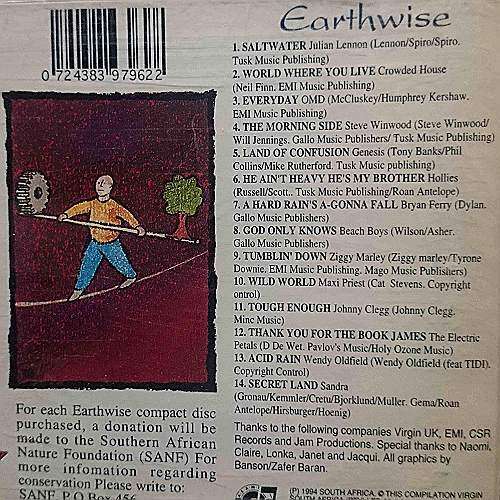 Earthwise
0 724383 979622
1. SALTWATER Julian Lennon (Lennon/Spiro/Spiro.
Tusk Music Publishing)
2. WORLD WHERE YOU LIVE Crowded House
(Neil Finn. EMI Music Publishing)
3. EVERYDAY OMD (McCluskey/Humphrey Kershaw.
EMI Music Publishing)
4. THE MORNING SIDE Steve Winwood (Steve Winwood/
Will Jennings. Gallo Music Publishers/ Tusk Music Publishing)
5. LAND OF CONFUSION Genesis (Tony Banks/Phil
Collins/Mike Rutherford. Tusk Music publishing)
6. HE AIN'T HEAVY HE'S MY BROTHER Hollies
(Russell/Scott.. Tusk Music Publishing/Roan Antelope)
7. A HARD RAIN'S A-GONNA FALL Bryan Ferry (Dylan.
Gallo Music Publishers)
8. GOD ONLY KNOWS Beach Boys (Wilson/Asher.
Gallo Music Publishers)
9. TUMBLIN' DOWN Ziggy Marley (Ziggy marley/Tyrone
Downie. EMI Music Publishing. Mago Music Publishers)
10. WILD WORLD Maxi Priest (Cat Stevens. Copyright
ontrol)
11. TOUGH ENOUGH Johnny Clegg (Johnny Clegg.
Minc Music)
12. THANK YOU FOR THE BOOK JAMES The Electric
Petals (D De Wet. Pavlov's Music/Holy Ozone Music)
13. ACID RAIN Wendy Oldfield (Wendy Oldfield (feat TIDI).
Copyright Control)
14. SECRET LAND Sandra
(Gronau/Kemmler/Cretu/Bjorklund/Muller. Gema/Roan
Antelope/Hirsburger/Hoenig)
For each Earthwise compact disc
purchased, a donation will be
made to the Southern African
Nature Foundation (SANF) For
more infomation regarding
conservation Please write to:
SANF, P.O Box 456
Thanks to the following companies Virgin UK, EMI, CSR
Records and Jam Productions. Special thanks to Naomi,
Claire, Lonka, Janet and Jacqui. All graphics by
Banson/Zafer Baran.
℗ 1994 SOUTH AFRICA. © THIS COMPILATION VIRGIN